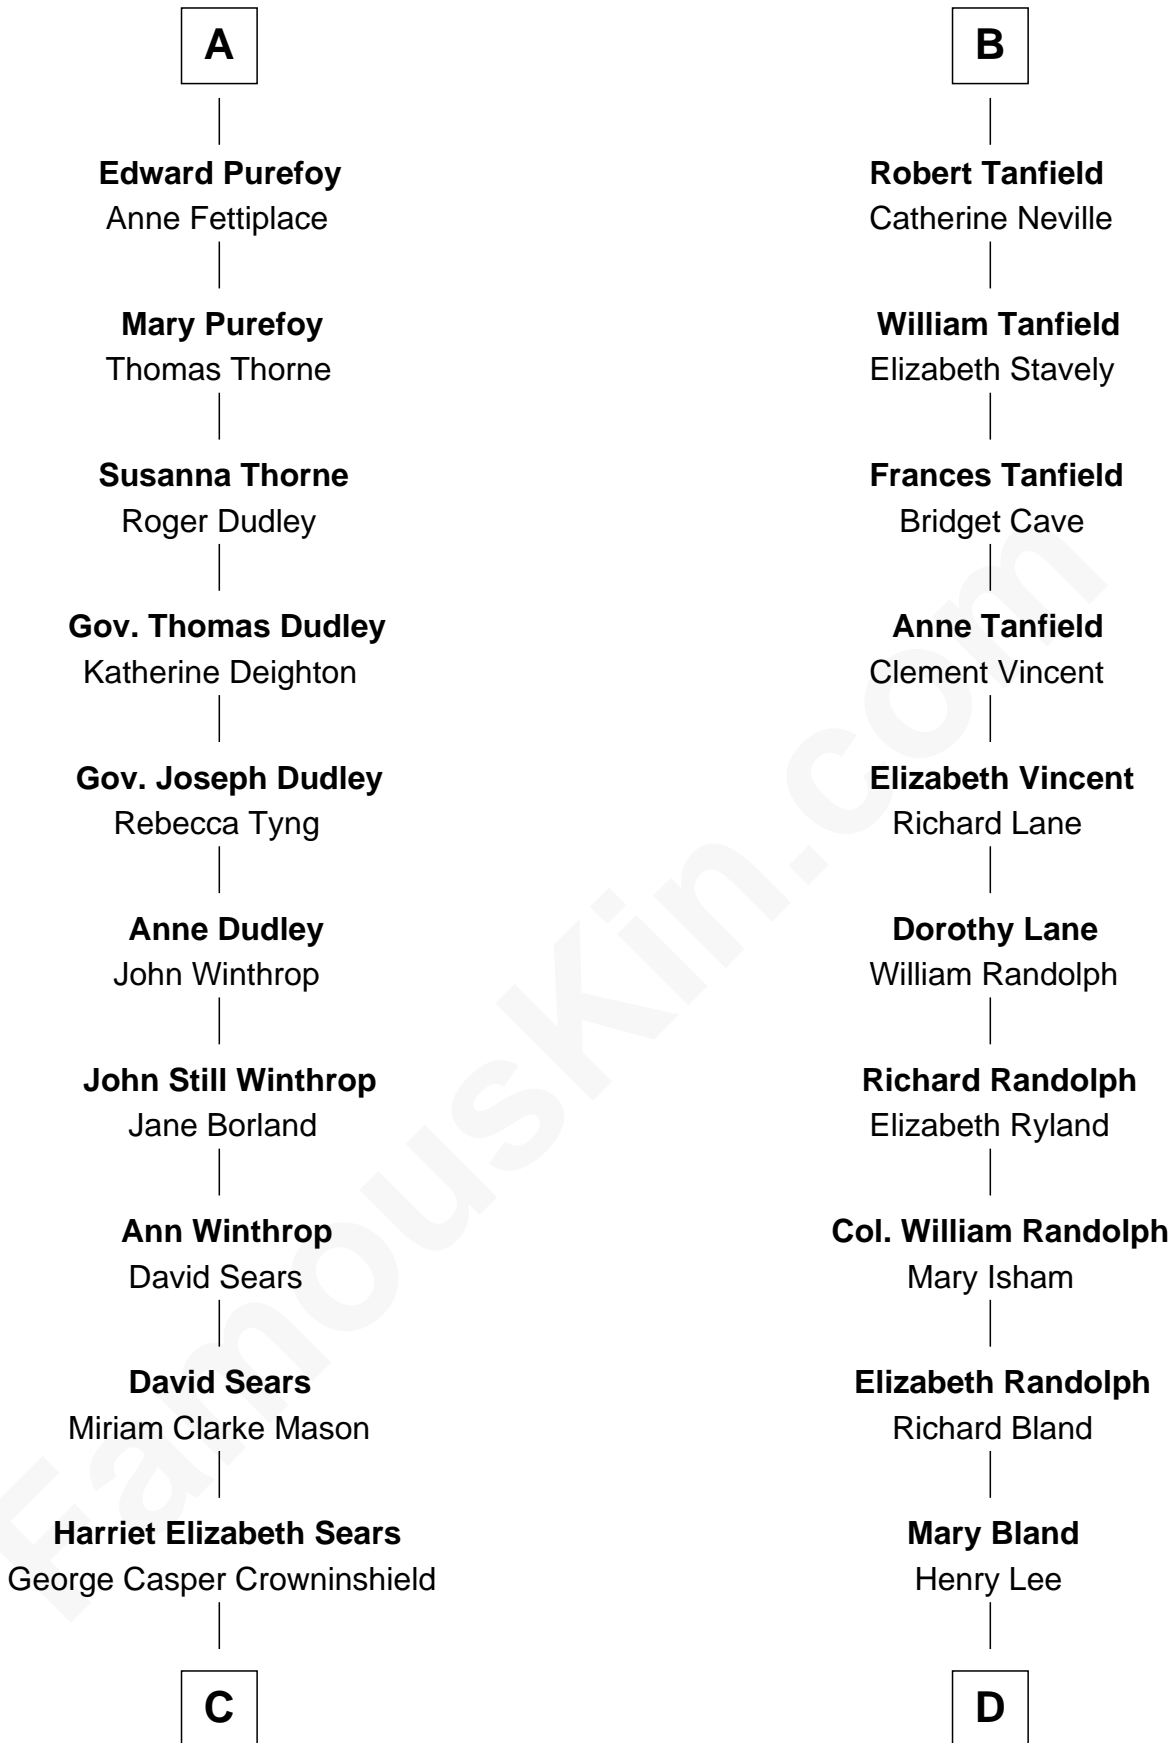 A
Edward Purefoy
Anne Fettiplace
Mary Purefoy
Thomas Thorne
Susanna Thorne
Roger Dudley
Gov. Thomas Dudley
Katherine Deighton
Gov. Joseph Dudley
Rebecca Tyng
Anne Dudley
John Winthrop
John Still Winthrop
Jane Borland
Ann Winthrop
David Sears
David Sears
Miriam Clarke Mason
Harriet Elizabeth Sears
George Casper Crowninshield
C
B
Robert Tanfield
Catherine Neville
William Tanfield
Elizabeth Stavely
Frances Tanfield
Bridget Cave
Anne Tanfield
Clement Vincent
Elizabeth Vincent
Richard Lane
Dorothy Lane
William Randolph
Richard Randolph
Elizabeth Ryland
Col. William Randolph
Mary Isham
Elizabeth Randolph
Richard Bland
Mary Bland
Henry Lee
D
FamousKin.com